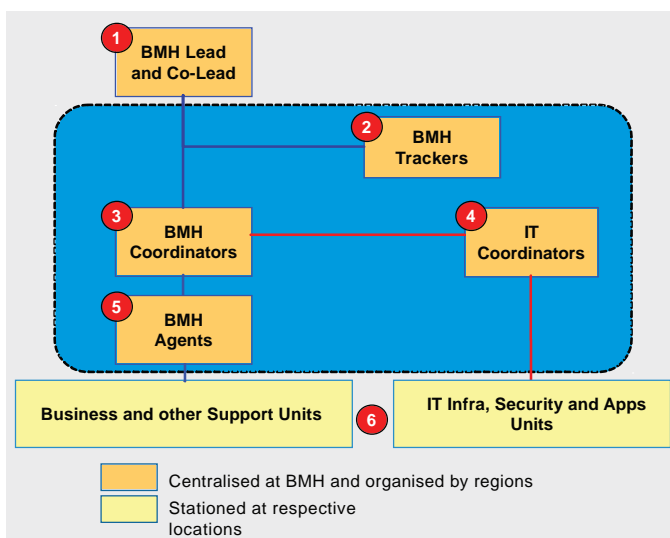 1
BMH Lead
and Co-Lead
2
BMH
Trackers
3
BMH
Coordinators
4
IT
Coordinators
5
BMH
Agents
Business and other Support Units
6
IT Infra, Security and Apps
Units
Centralised at BMH and organised by regions
Stationed at respective
locations